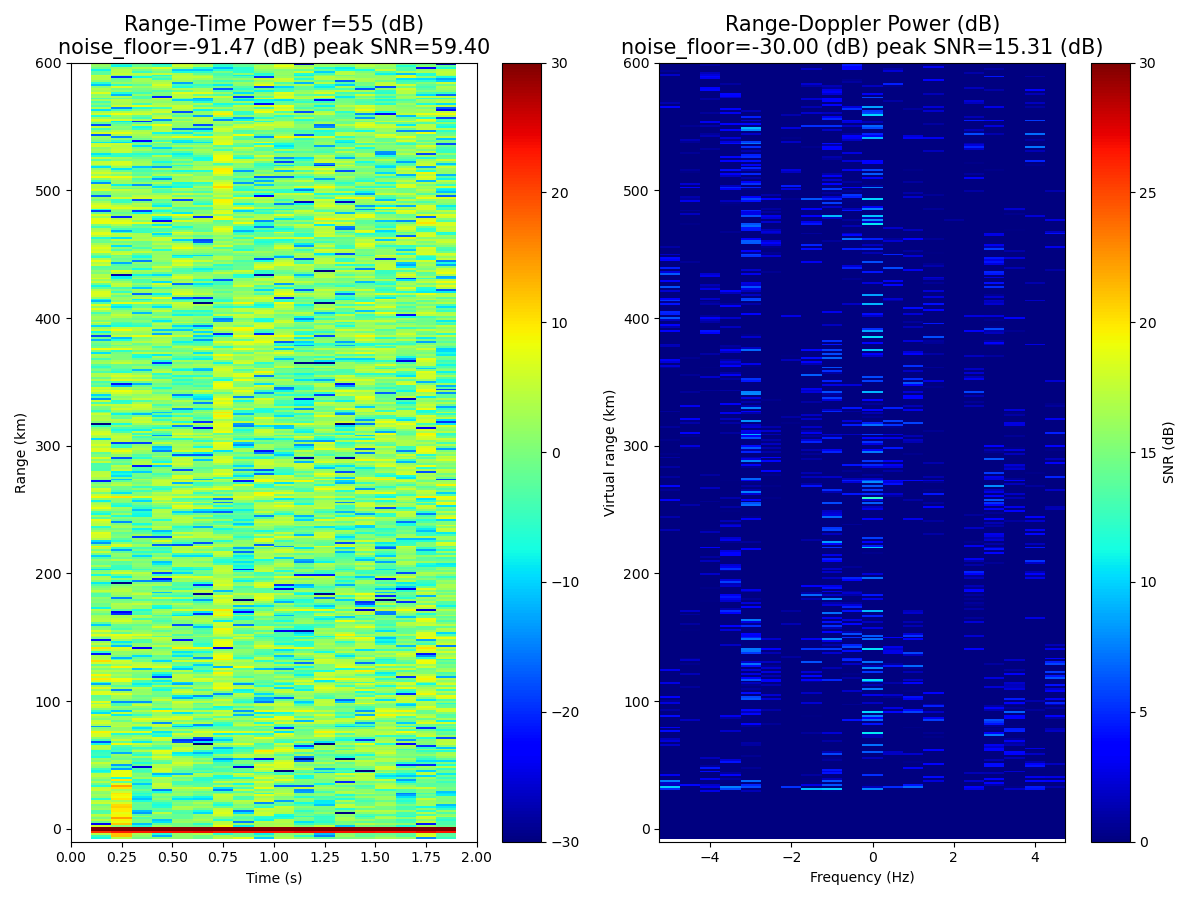 Range-Time Power f=55 (dB)
noise_floor=-91.47 (dB) peak SNR=59.40
600
500
400
300
200
100
0
Range (km)
0.00 0.25 0.50 0.75 1.00 1.25 1.50 1.75 2.00
Time (s)
30
20
10
0
−10
−20
−30
Range-Doppler Power (dB)
noise_floor=-30.00 (dB) peak SNR=15.31 (dB)
600
500
400
300
200
100
0
Virtual range (km)
−4 −2 0 2 4
Frequency (Hz)
30
25
20
15
10
5
0
SNR (dB)